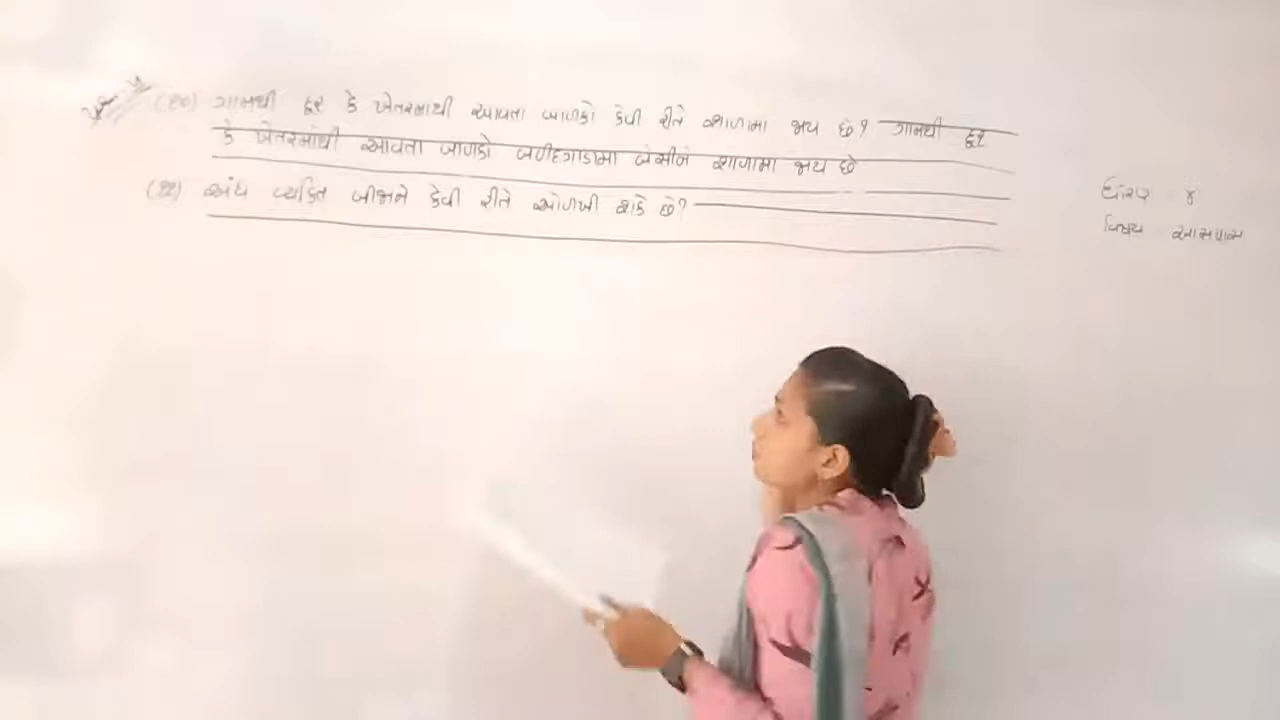 (૨૦) ગામથી દૂર કે ખેતરમાથી આવતા બાળકો કેવી રીતે શાળામા જાય છે? ગામથી દૂર
કે ખેતરમાંથી આવતા બાળકો બળદગાડામા બેસીને શાળામા જાય છે
(૨૧) અંધ વ્યક્તિ બીજાને કેવી રીતે ઓળખી શકે છે?
ધોરણ ૪
વિષય આસપાસ